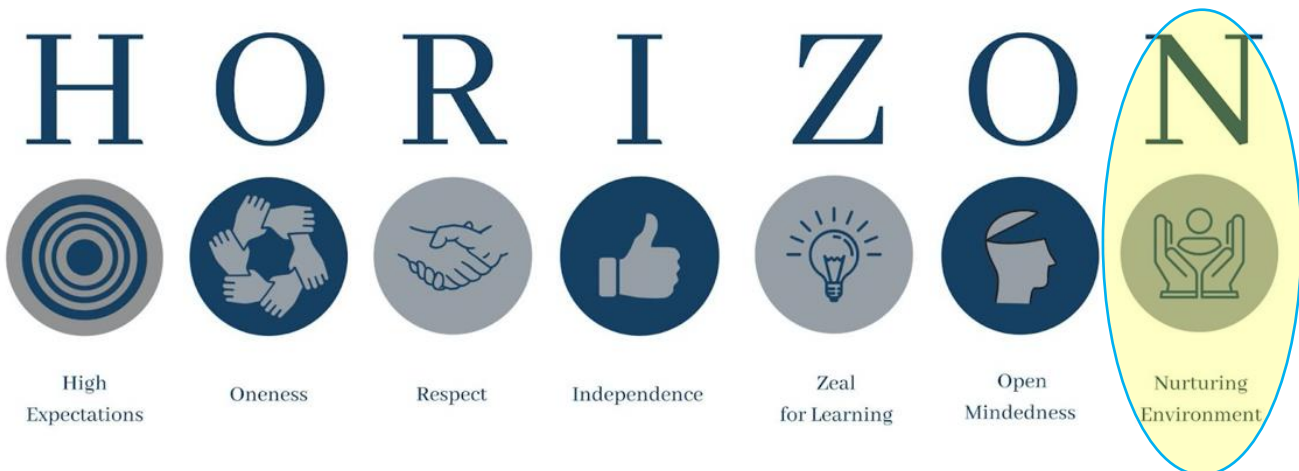 H O R I Z O N
High
Expectations
Oneness
Respect
Independence
Zeal
for Learning
Open
Mindedness
Nurturing
Environment